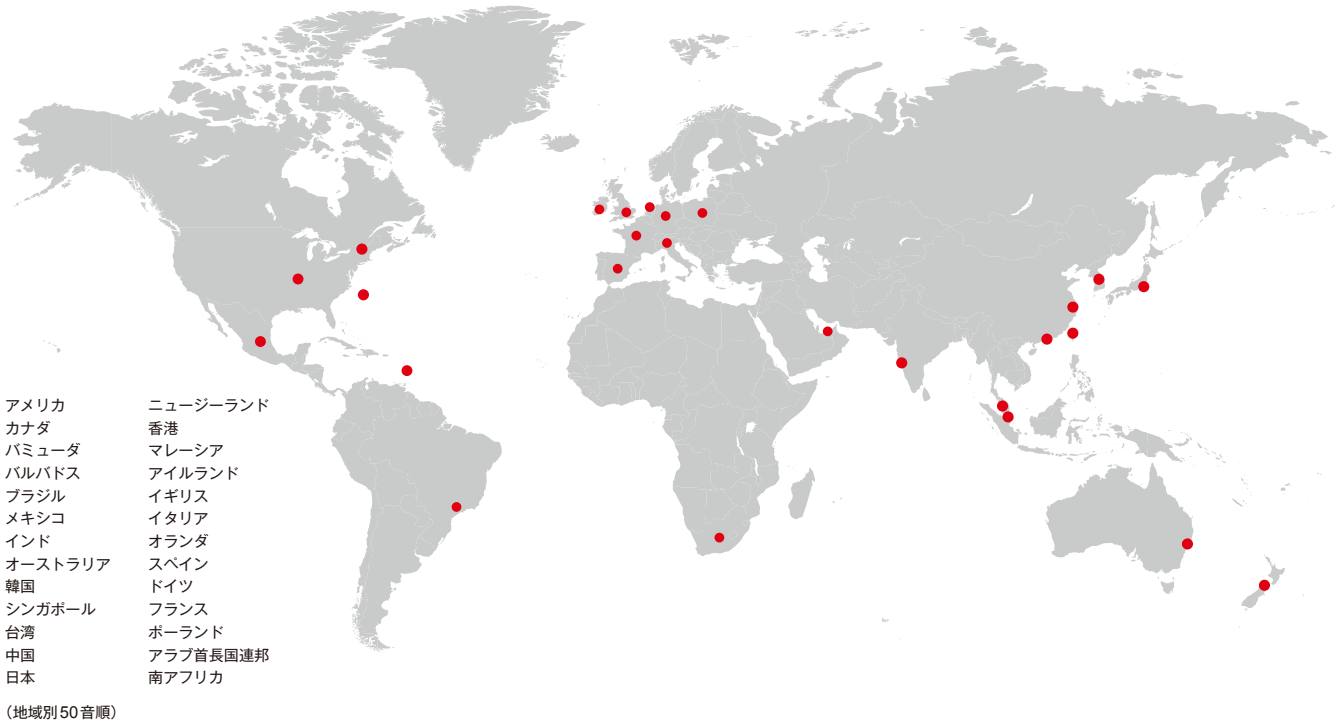 アメリカ
カナダ
バミューダ
バルバドス
ブラジル
メキシコ
インド
オーストラリア
韓国
シンガポール
台湾
中国
日本
ニュージーランド
香港
マレーシア
アイルランド
イギリス
イタリア
オランダ
スペイン
ドイツ
フランス
ポーランド
アラブ首長国連邦
南アフリカ
（地域別50音順）